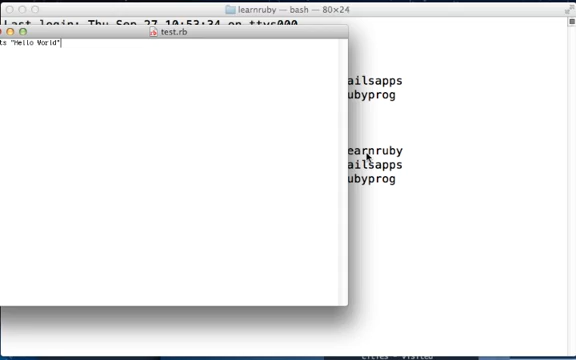 learnruby — bash — 80×24
Last login: Thu Sep 27 10:53:34 on ttys000
test.rb
ts "Hello World"
ailsapps
ubyprog
earnruby
ailsapps
ubyprog